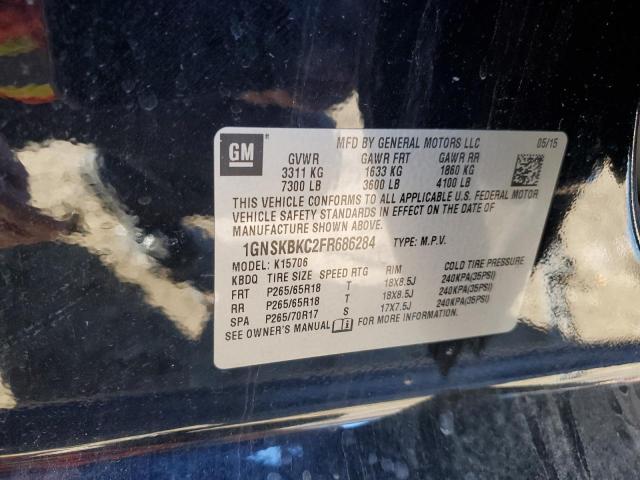 GM
MFD BY GENERAL MOTORS LLC 05/15
GVWR GAWR FRT GAWR RR
3311 KG 1633 KG 1860 KG
7300 LB 3600 LB 4100 LB
THIS VEHICLE CONFORMS TO ALL APPLICABLE U.S. FEDERAL MOTOR
VEHICLE SAFETY STANDARDS IN EFFECT ON THE DATE OF
MANUFACTURE SHOWN ABOVE.
1GNSKBKC2FR686284 TYPE: M.P.V.
MODEL: K15706
KBDQ TIRE SIZE SPEED RTG RIM COLD TIRE PRESSURE
FRT P265/65R18 T 18X8.5J 240KPA(35PSI)
RR P265/65R18 T 18X8.5J 240KPA(35PSI)
SPA P265/70R17 S 17X7.5J 240KPA(35PSI)
SEE OWNER'S MANUAL FOR MORE INFORMATION.